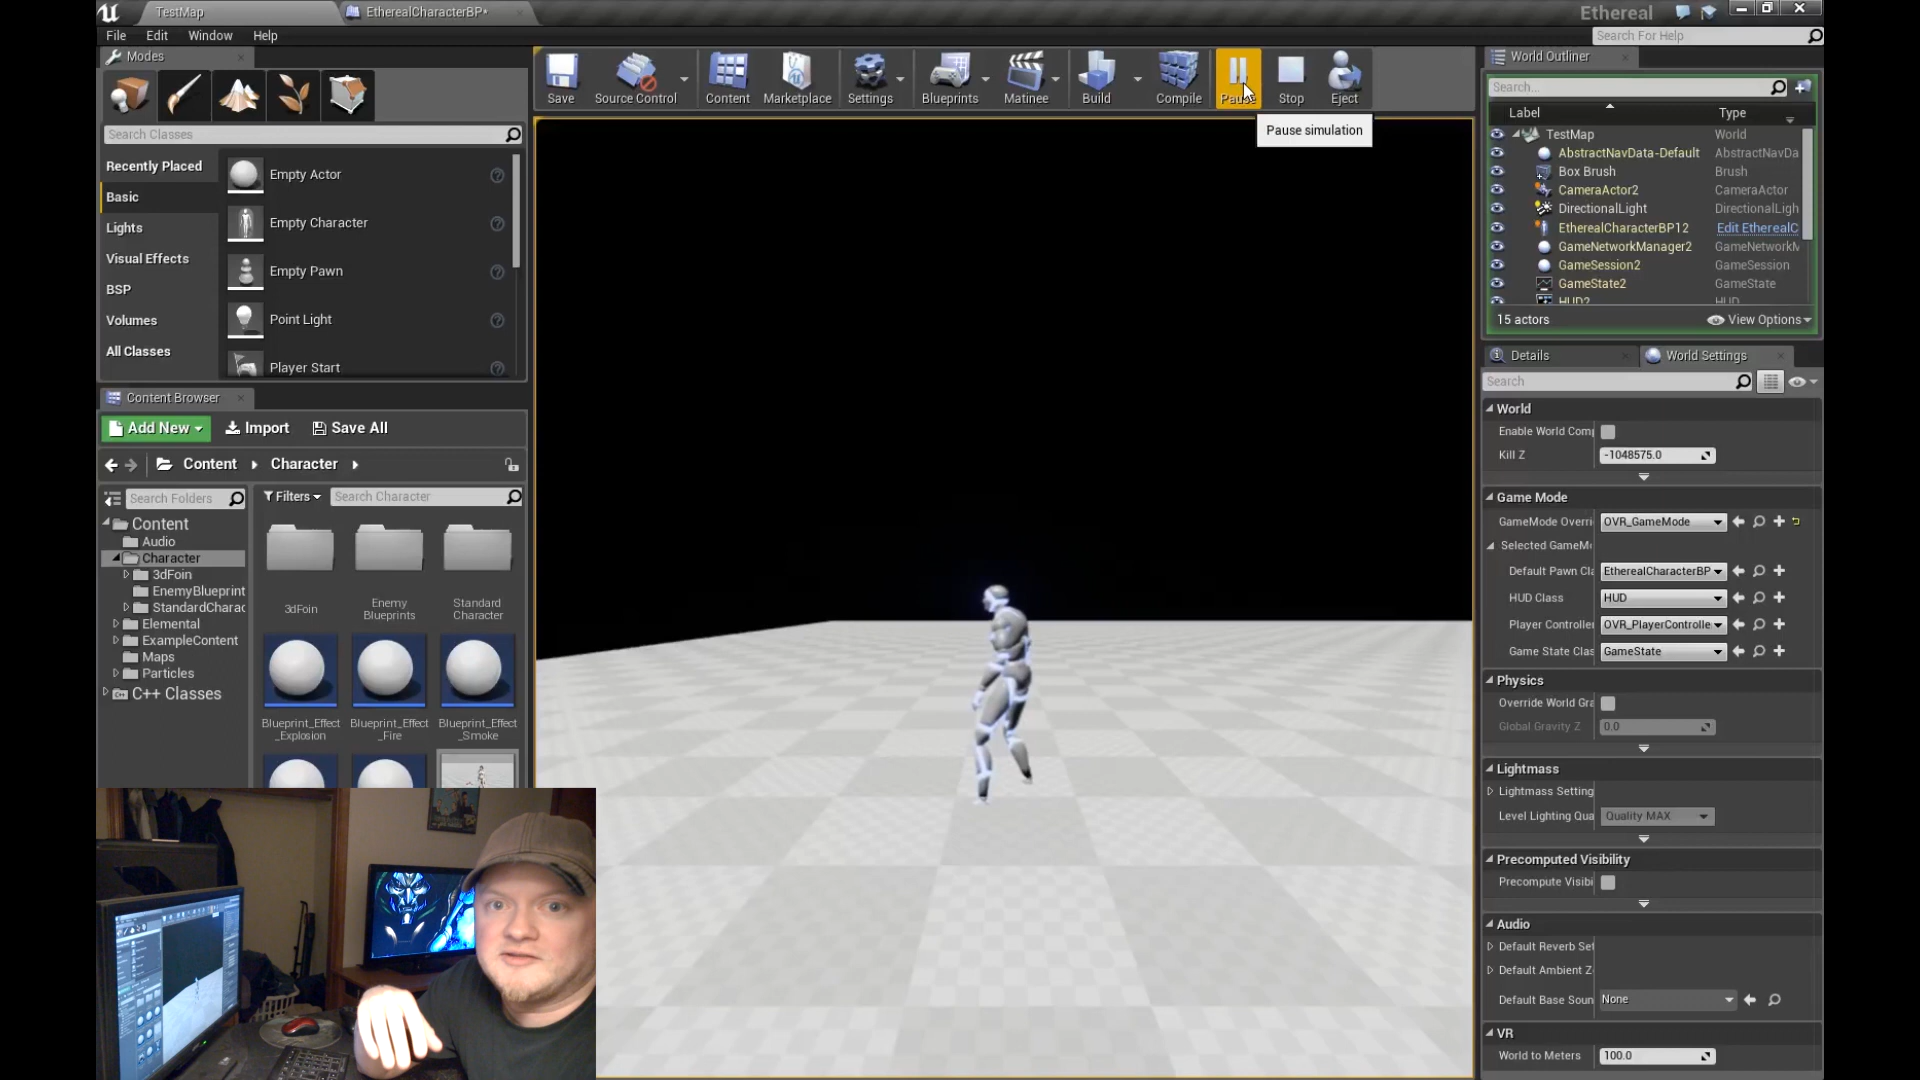 TestMap
EtherealCharacterBP*
Ethereal
File Edit Window Help
Search For Help
Modes
Search Classes
Recently Placed
Basic
Lights
Visual Effects
BSP
Volumes
All Classes
Empty Actor
Empty Character
Empty Pawn
Point Light
Player Start
Save
Source Control
Content
Marketplace
Settings
Blueprints
Matinee
Build
Compile
Pause
Stop
Eject
Pause simulation
World Outliner
Search...
Label Type
TestMap World
AbstractNavData-Default AbstractNavDa
Box Brush Brush
CameraActor2 CameraActor
DirectionalLight DirectionalLigh
EtherealCharacterBP12 Edit EtherealC
GameNetworkManager2 GameNetworkM
GameSession2 GameSession
GameState2 GameState
HUD2 HUD
15 actors
View Options
Content Browser
Add New Import Save All
Content Character
Search Folders
Filters
Search Character
Content
Audio
Character
3dFoin
EnemyBlueprint
StandardCharac
Elemental
ExampleContent
Maps
Particles
C++ Classes
3dFoin
Enemy
Blueprints
Standard
Character
Blueprint_Effect
_Explosion
Blueprint_Effect
_Fire
Blueprint_Effect
_Smoke
Details
World Settings
Search
World
Enable World Comp
Kill Z -1048575.0
Game Mode
GameMode Overri OVR_GameMode
Selected GameM
Default Pawn Cla EtherealCharacterBP
HUD Class HUD
Player Controller OVR_PlayerControlle
Game State Clas GameState
Physics
Override World Gra
Global Gravity Z 0.0
Lightmass
Lightmass Setting
Level Lighting Qua Quality MAX
Precomputed Visibility
Precompute Visibi
Audio
Default Reverb Set
Default Ambient Z
Default Base Soun None
VR
World to Meters 100.0